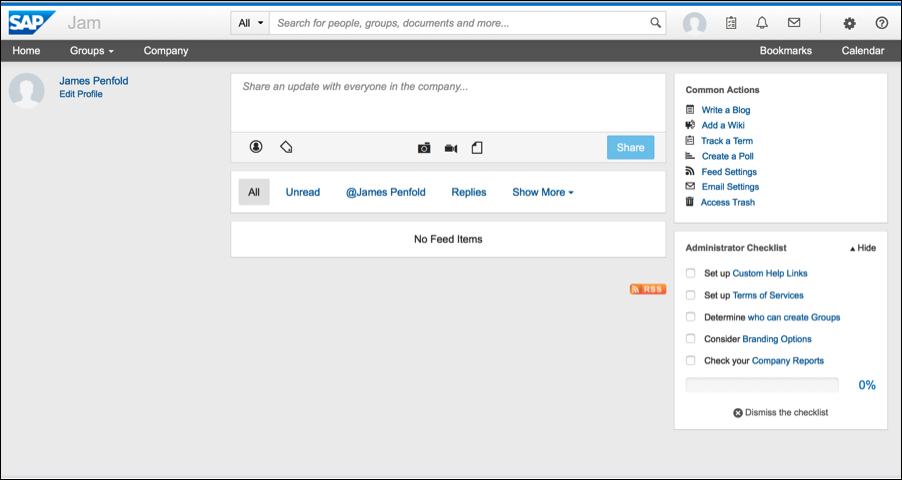 SAP Jam
All Search for people, groups, documents and more...
Home Groups Company Bookmarks Calendar
James Penfold
Edit Profile
Share an update with everyone in the company...
Share
All Unread @James Penfold Replies Show More
No Feed Items
RSS
Common Actions
Write a Blog
Add a Wiki
Track a Term
Create a Poll
Feed Settings
Email Settings
Access Trash
Administrator Checklist Hide
Set up Custom Help Links
Set up Terms of Services
Determine who can create Groups
Consider Branding Options
Check your Company Reports
0%
Dismiss the checklist